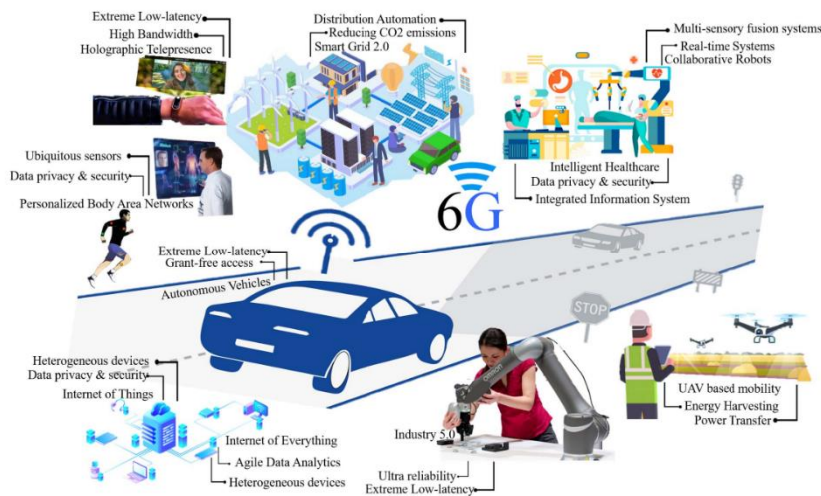 Extreme Low-latency
High Bandwidth
Holographic Telepresence
Distribution Automation
Reducing CO2 emissions
Smart Grid 2.0
Multi-sensory fusion systems
Real-time Systems
Collaborative Robots
Ubiquitous sensors
Data privacy & security
Personalized Body Area Networks
Intelligent Healthcare
Data privacy & security
Integrated Information System
6G
Extreme Low-latency
Grant-free access
Autonomous Vehicles
STOP
Heterogeneous devices
Data privacy & security
Internet of Things
Internet of Everything
Agile Data Analytics
Heterogeneous devices
OMRON
Industry 5.0
Ultra reliability
Extreme Low-latency
UAV based mobility
Energy Harvesting
Power Transfer